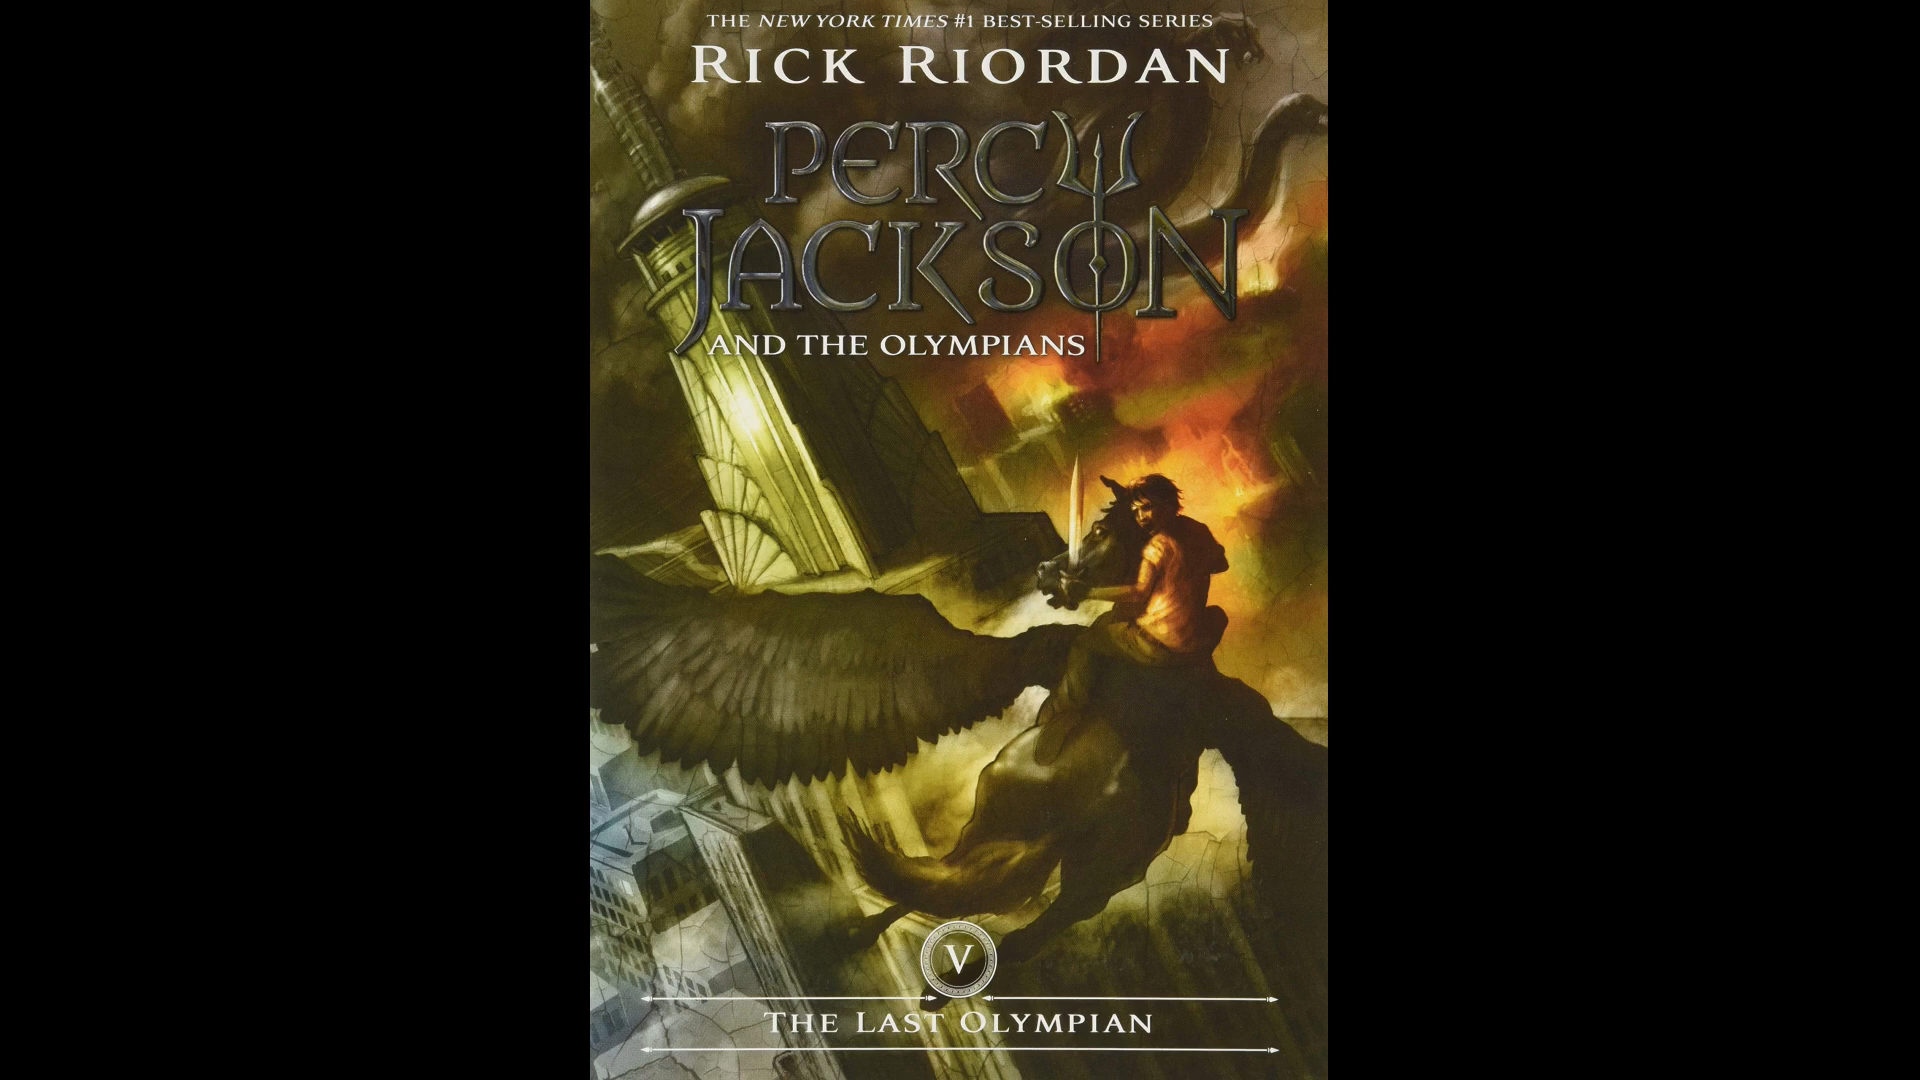 THE NEW YORK TIMES #1 BEST-SELLING SERIES
RICK RIORDAN
PERCY
JACKSON
AND THE OLYMPIANS
V
THE LAST OLYMPIAN